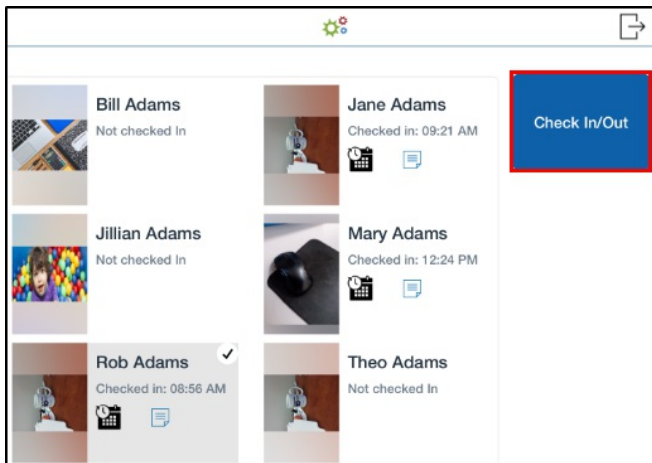 Bill Adams
Not checked In
Jane Adams
Checked in: 09:21 AM
Check In/Out
Jillian Adams
Not checked In
Mary Adams
Checked in: 12:24 PM
Rob Adams
Checked in: 08:56 AM
Theo Adams
Not checked In